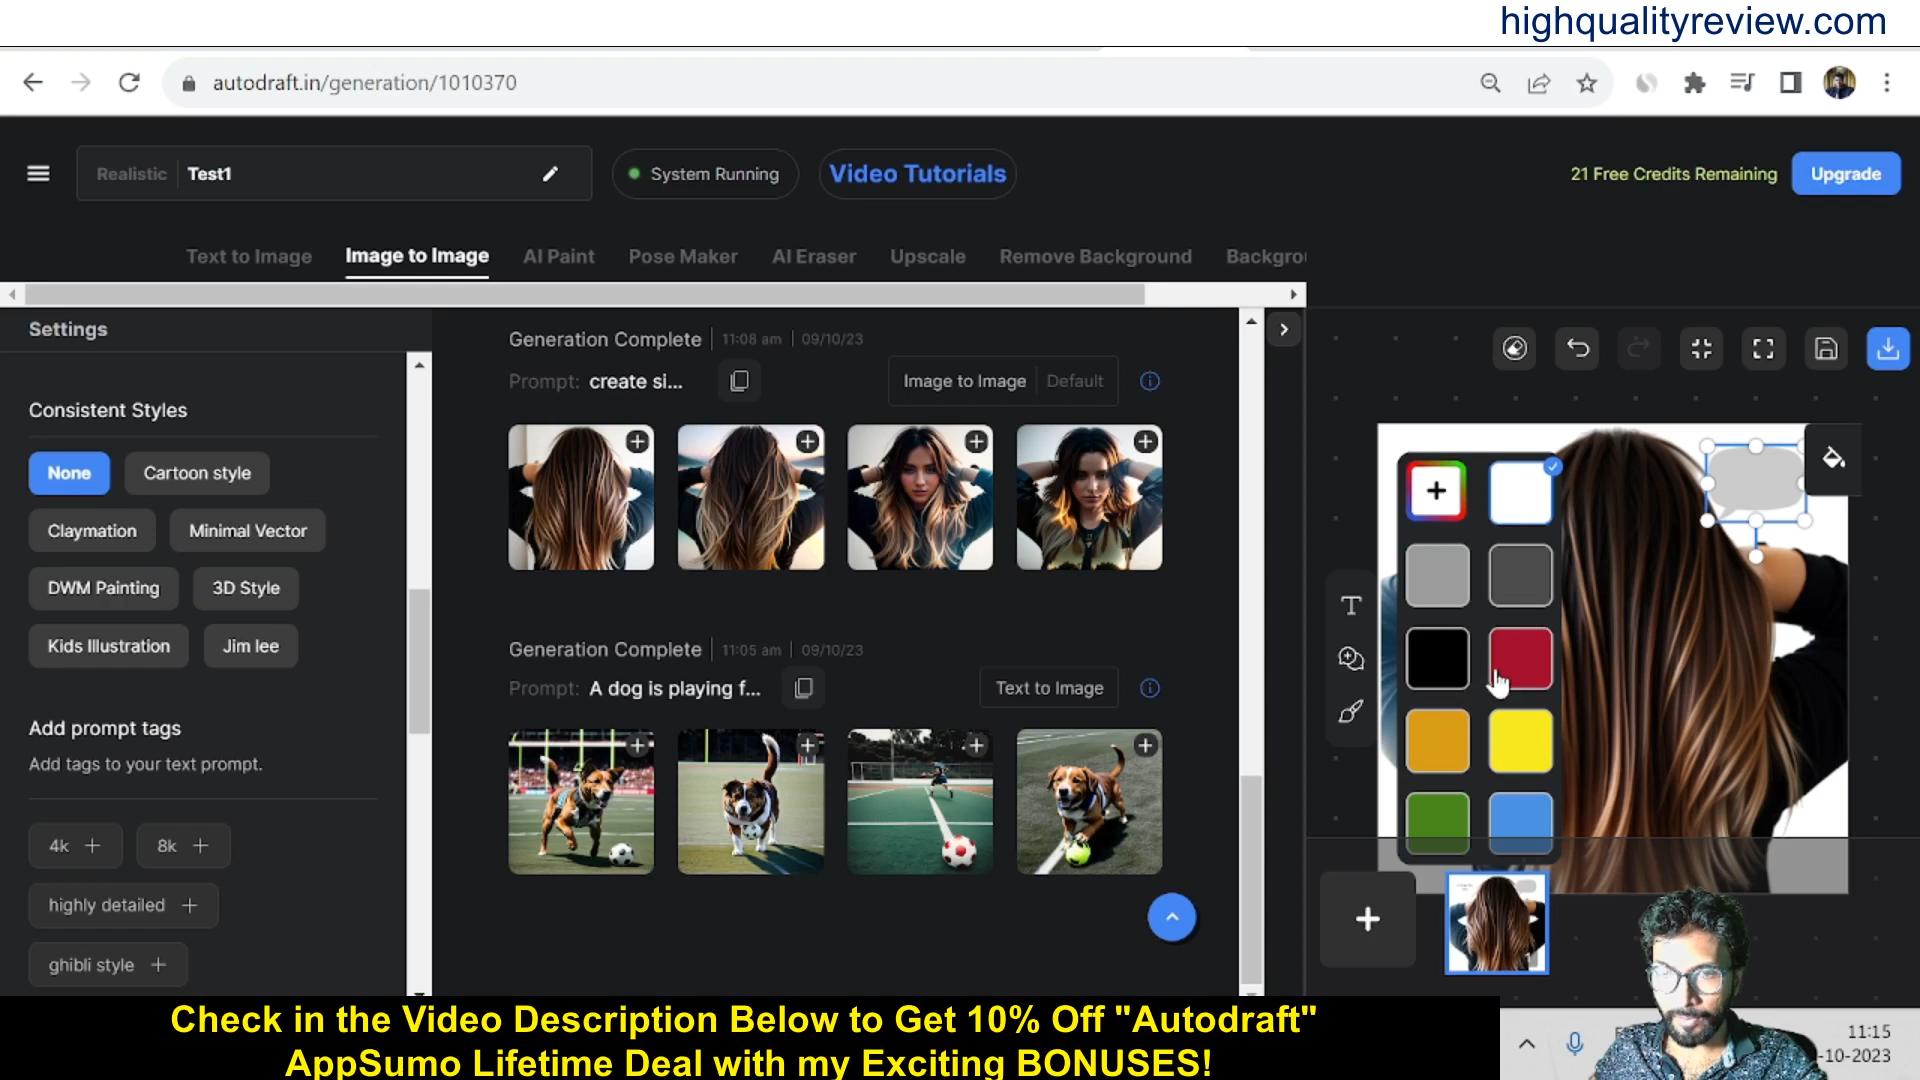 highqualityreview.com
autodraft.in/generation/1010370
Realistic Test1
System Running
Video Tutorials
21 Free Credits Remaining
Upgrade
Text to Image
Image to Image
AI Paint
Pose Maker
AI Eraser
Upscale
Remove Background
Backgrou
Settings
Consistent Styles
None
Cartoon style
Claymation
Minimal Vector
DWM Painting
3D Style
Kids Illustration
Jim lee
Add prompt tags
Add tags to your text prompt.
4k +
8k +
highly detailed +
ghibli style +
Generation Complete 11:08 am 09/10/23
Prompt: create si...
Image to Image Default
Generation Complete 11:05 am 09/10/23
Prompt: A dog is playing f...
Text to Image
T
Check in the Video Description Below to Get 10% Off "Autodraft"
AppSumo Lifetime Deal with my Exciting BONUSES!
11:15
-10-2023